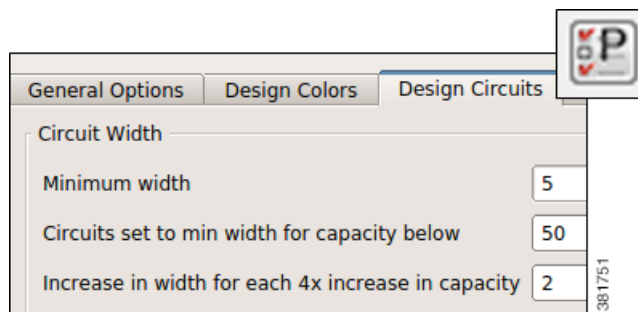 P
General Options Design Colors Design Circuits
Circuit Width
Minimum width 5
Circuits set to min width for capacity below 50
Increase in width for each 4x increase in capacity 2
381751